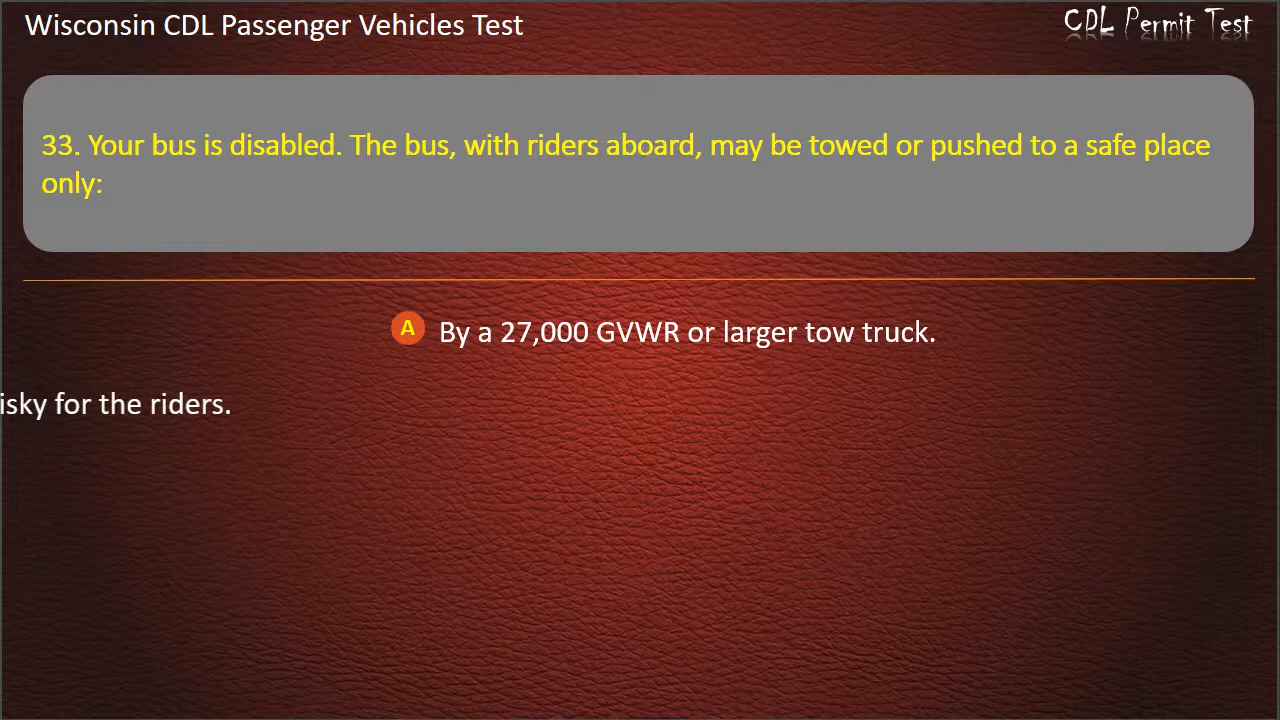 Wisconsin CDL Passenger Vehicles Test
CDL Permit Test
33. Your bus is disabled. The bus, with riders aboard, may be towed or pushed to a safe place
only:
A By a 27,000 GVWR or larger tow truck.
isky for the riders.